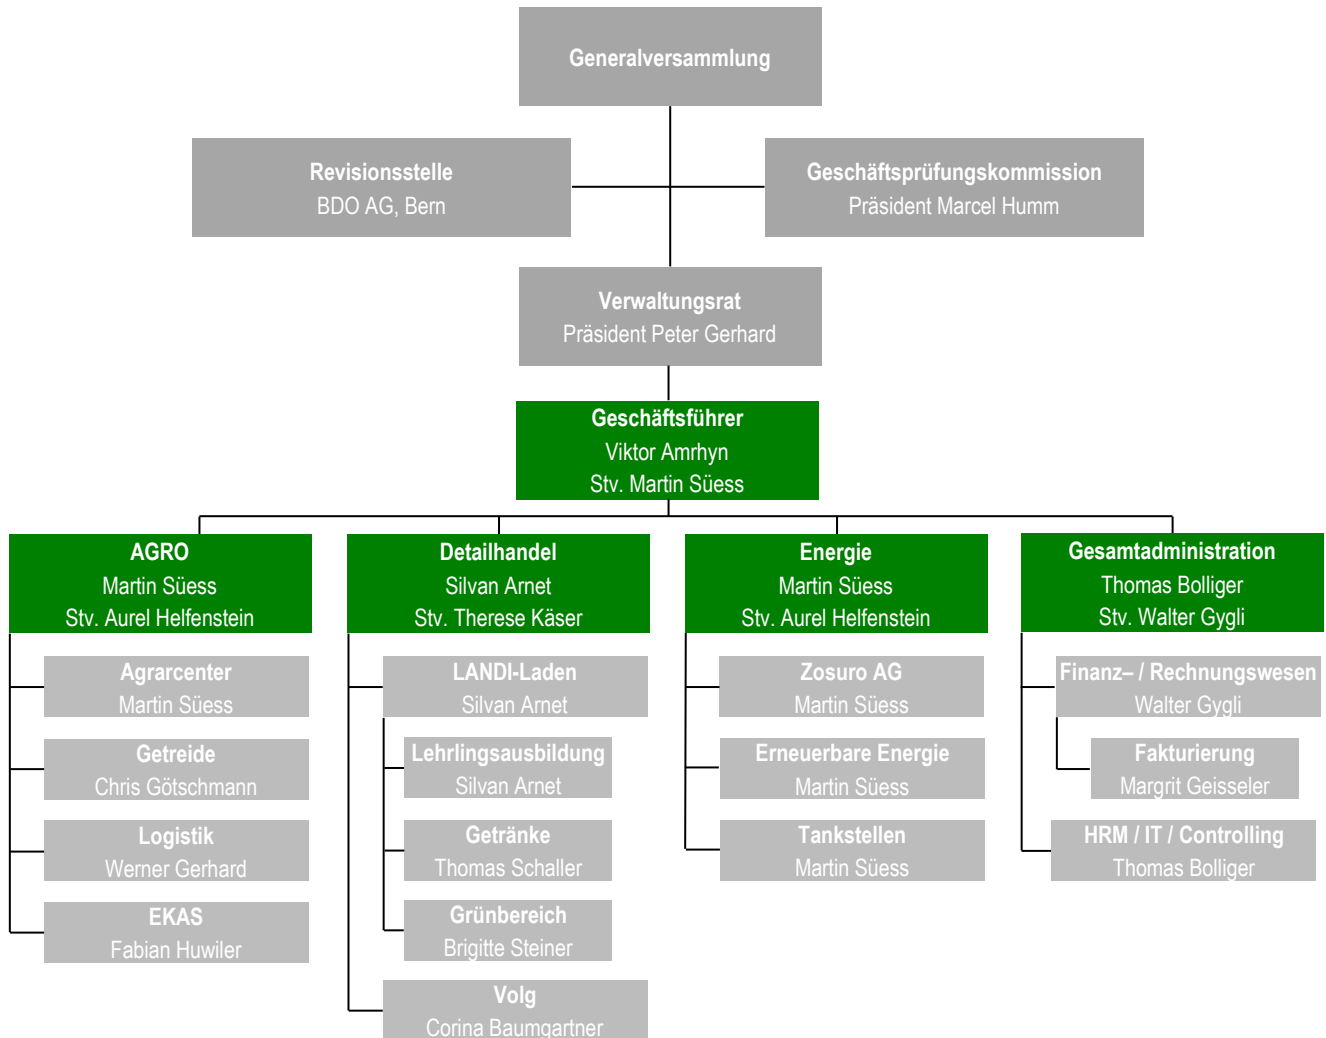 Generalversammlung
Revisionsstelle
BDO AG, Bern
Geschäftsprüfungskommission
Präsident Marcel Humm
Verwaltungsrat
Präsident Peter Gerhard
Geschäftsführer
Viktor Amrhyn
Stv. Martin Süess
AGRO
Martin Süess
Stv. Aurel Helfenstein
Agrarcenter
Martin Süess
Getreide
Chris Götschmann
Logistik
Werner Gerhard
EKAS
Fabian Huwiler
Detailhandel
Silvan Arnet
Stv. Therese Käser
LANDI-Laden
Silvan Arnet
Lehrlingsausbildung
Silvan Arnet
Getränke
Thomas Schaller
Grünbereich
Brigitte Steiner
Volg
Corina Baumgartner
Energie
Martin Süess
Stv. Aurel Helfenstein
Zosuro AG
Martin Süess
Erneuerbare Energie
Martin Süess
Tankstellen
Martin Süess
Gesamtadministration
Thomas Bolliger
Stv. Walter Gygli
Finanz– / Rechnungswesen
Walter Gygli
Fakturierung
Margrit Geisseler
HRM / IT / Controlling
Thomas Bolliger